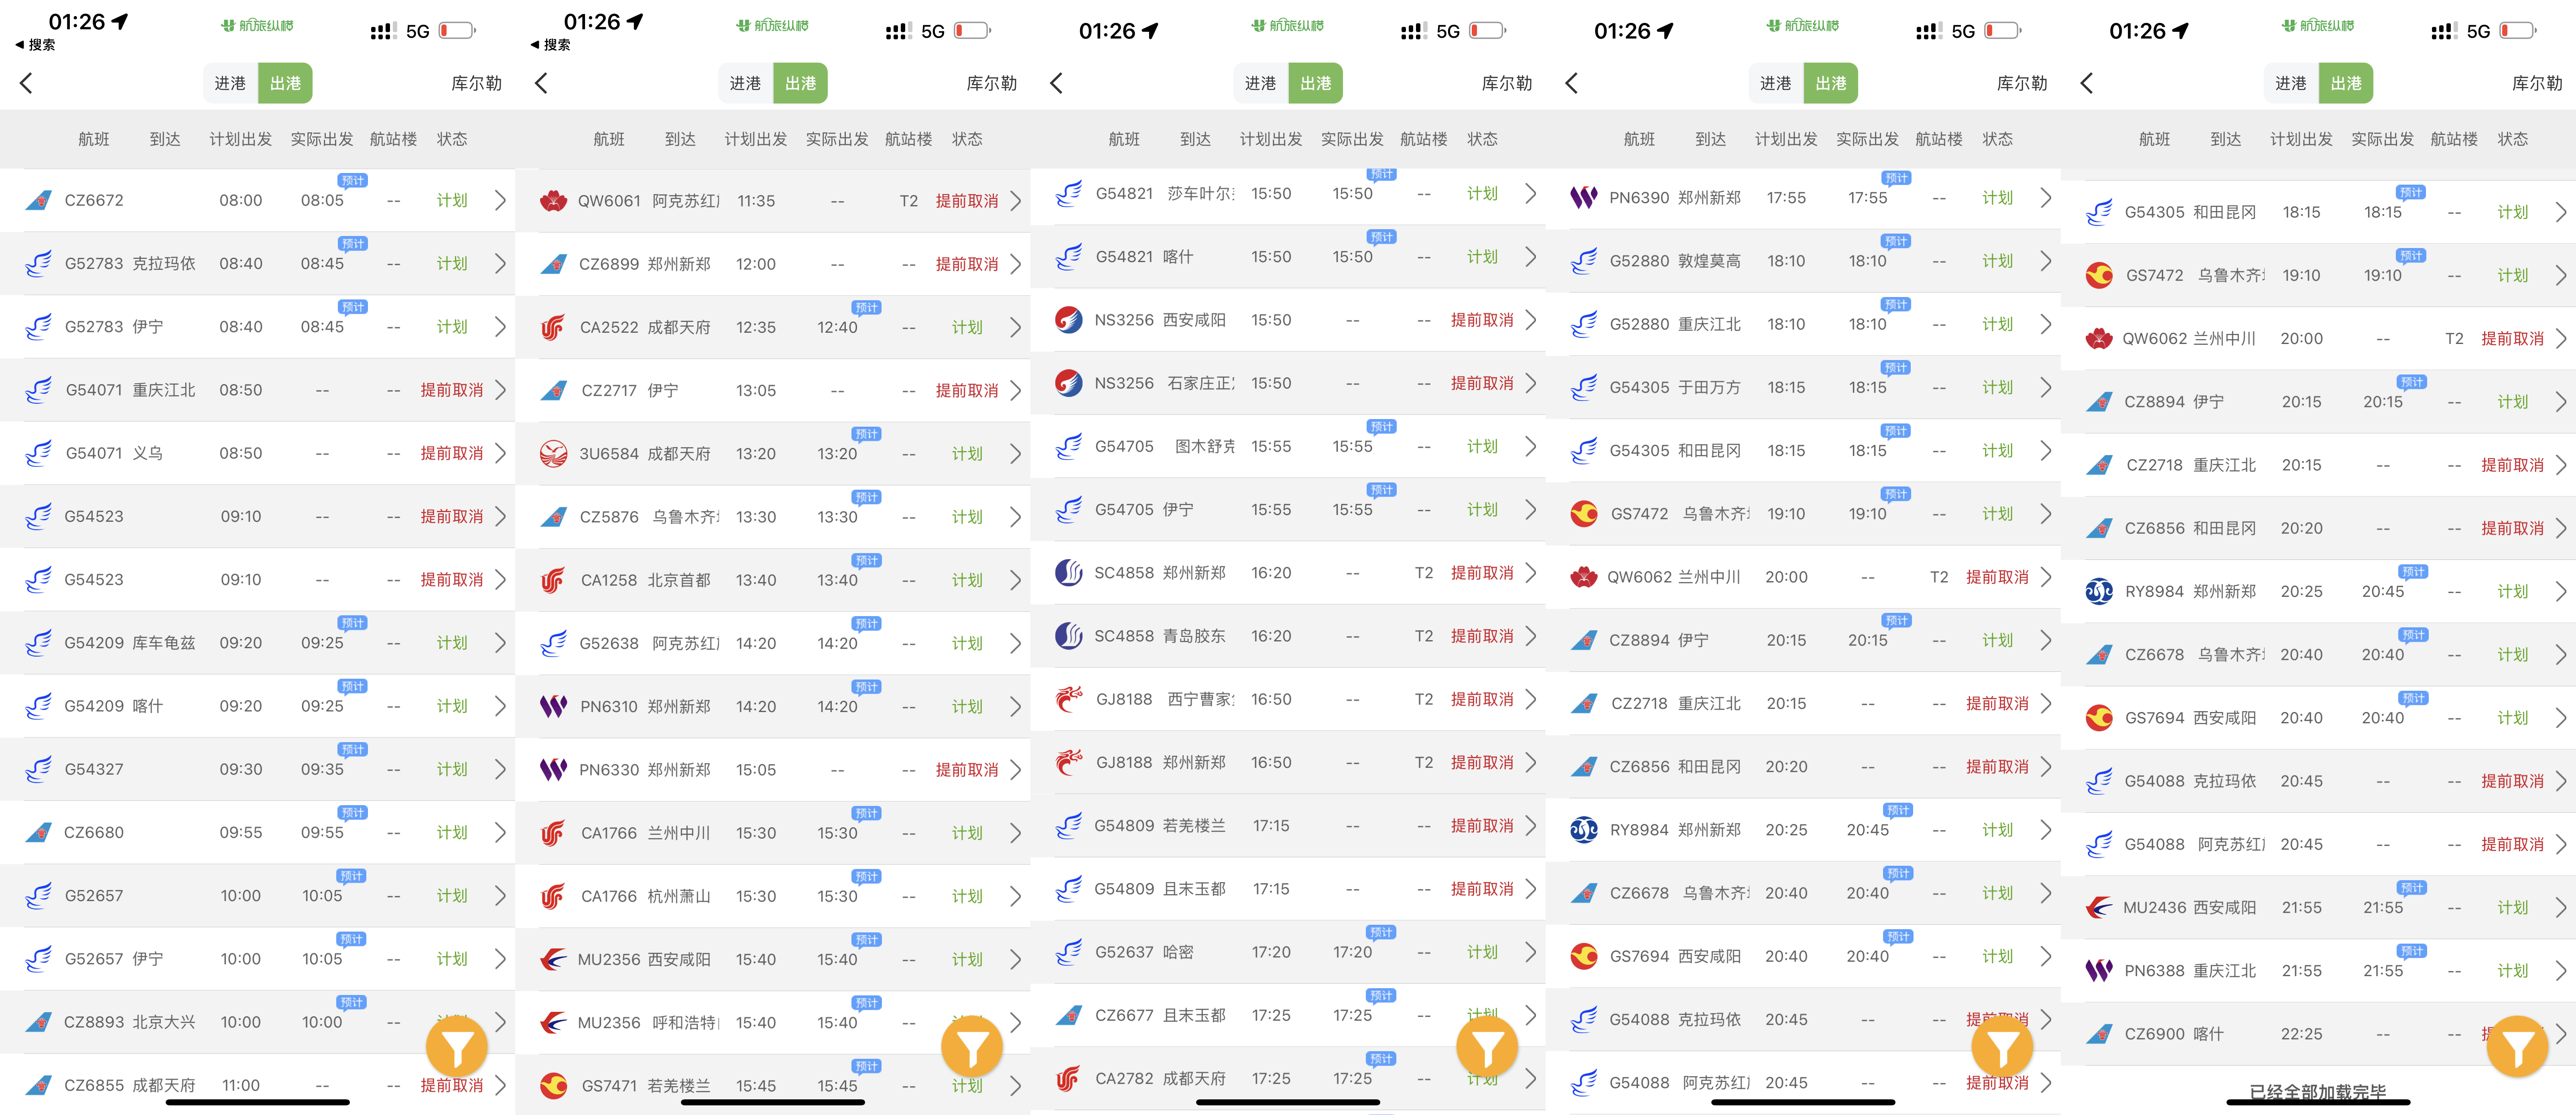 01:26 航旅纵横 5G
搜索
进港 出港 库尔勒
航班 到达 计划出发 实际出发 航站楼 状态
CZ6672 08:00 08:05 预计 -- 计划
G52783 克拉玛依 08:40 08:45 预计 -- 计划
G52783 伊宁 08:40 08:45 预计 -- 计划
G54071 重庆江北 08:50 -- -- 提前取消
G54071 义乌 08:50 -- -- 提前取消
G54523 09:10 -- -- 提前取消
G54523 09:10 -- -- 提前取消
G54209 库车龟兹 09:20 09:25 预计 -- 计划
G54209 喀什 09:20 09:25 预计 -- 计划
G54327 09:30 09:35 预计 -- 计划
CZ6680 09:55 09:55 预计 -- 计划
G52657 10:00 10:05 预计 -- 计划
G52657 伊宁 10:00 10:05 预计 -- 计划
CZ8893 北京大兴 10:00 10:00 预计 --
CZ6855 成都天府 11:00 -- -- 提前取消
01:26 航旅纵横 5G
搜索
进港 出港 库尔勒
航班 到达 计划出发 实际出发 航站楼 状态
QW6061 阿克苏红 11:35 -- T2 提前取消
CZ6899 郑州新郑 12:00 -- -- 提前取消
CA2522 成都天府 12:35 12:40 预计 -- 计划
CZ2717 伊宁 13:05 -- -- 提前取消
3U6584 成都天府 13:20 13:20 预计 -- 计划
CZ5876 乌鲁木齐 13:30 13:30 预计 -- 计划
CA1258 北京首都 13:40 13:40 预计 -- 计划
G52638 阿克苏红 14:20 14:20 预计 -- 计划
PN6310 郑州新郑 14:20 14:20 预计 -- 计划
PN6330 郑州新郑 15:05 -- -- 提前取消
CA1766 兰州中川 15:30 15:30 预计 -- 计划
CA1766 杭州萧山 15:30 15:30 预计 -- 计划
MU2356 西安咸阳 15:40 15:40 预计 -- 计划
MU2356 呼和浩特 15:40 15:40 预计 --
GS7471 若羌楼兰 15:45 15:45 预计 -- 计划
01:26 航旅纵横 5G
进港 出港 库尔勒
航班 到达 计划出发 实际出发 航站楼 状态
G54821 莎车叶尔 15:50 15:50 预计 -- 计划
G54821 喀什 15:50 15:50 预计 -- 计划
NS3256 西安咸阳 15:50 -- -- 提前取消
NS3256 石家庄正 15:50 -- -- 提前取消
G54705 图木舒克 15:55 15:55 预计 -- 计划
G54705 伊宁 15:55 15:55 预计 -- 计划
SC4858 郑州新郑 16:20 -- T2 提前取消
SC4858 青岛胶东 16:20 -- T2 提前取消
GJ8188 西宁曹家 16:50 -- T2 提前取消
GJ8188 郑州新郑 16:50 -- T2 提前取消
G54809 若羌楼兰 17:15 -- -- 提前取消
G54809 且末玉都 17:15 -- -- 提前取消
G52637 哈密 17:20 17:20 预计 -- 计划
CZ6677 且末玉都 17:25 17:25 预计 -- 计划
CA2782 成都天府 17:25 17:25 预计 -- 计划
01:26 航旅纵横 5G
进港 出港 库尔勒
航班 到达 计划出发 实际出发 航站楼 状态
PN6390 郑州新郑 17:55 17:55 预计 -- 计划
G52880 敦煌莫高 18:10 18:10 预计 -- 计划
G52880 重庆江北 18:10 18:10 预计 -- 计划
G54305 于田万方 18:15 18:15 预计 -- 计划
G54305 和田昆冈 18:15 18:15 预计 -- 计划
GS7472 乌鲁木齐 19:10 19:10 预计 -- 计划
QW6062 兰州中川 20:00 -- T2 提前取消
CZ8894 伊宁 20:15 20:15 预计 -- 计划
CZ2718 重庆江北 20:15 -- -- 提前取消
CZ6856 和田昆冈 20:20 -- -- 提前取消
RY8984 郑州新郑 20:25 20:45 预计 -- 计划
CZ6678 乌鲁木齐 20:40 20:40 预计 -- 计划
GS7694 西安咸阳 20:40 20:40 预计 -- 计划
G54088 克拉玛依 20:45 -- -- 提前取消
G54088 阿克苏红 20:45 -- -- 提前取消
01:26 航旅纵横 5G
进港 出港 库尔勒
航班 到达 计划出发 实际出发 航站楼 状态
G54305 和田昆冈 18:15 18:15 预计 -- 计划
GS7472 乌鲁木齐 19:10 19:10 预计 -- 计划
QW6062 兰州中川 20:00 -- T2 提前取消
CZ8894 伊宁 20:15 20:15 预计 -- 计划
CZ2718 重庆江北 20:15 -- -- 提前取消
CZ6856 和田昆冈 20:20 -- -- 提前取消
RY8984 郑州新郑 20:25 20:45 预计 -- 计划
CZ6678 乌鲁木齐 20:40 20:40 预计 -- 计划
GS7694 西安咸阳 20:40 20:40 预计 -- 计划
G54088 克拉玛依 20:45 -- -- 提前取消
G54088 阿克苏红 20:45 -- -- 提前取消
MU2436 西安咸阳 21:55 21:55 预计 -- 计划
PN6388 重庆江北 21:55 21:55 预计 -- 计划
CZ6900 喀什 22:25 -- --
已经全部加载完毕